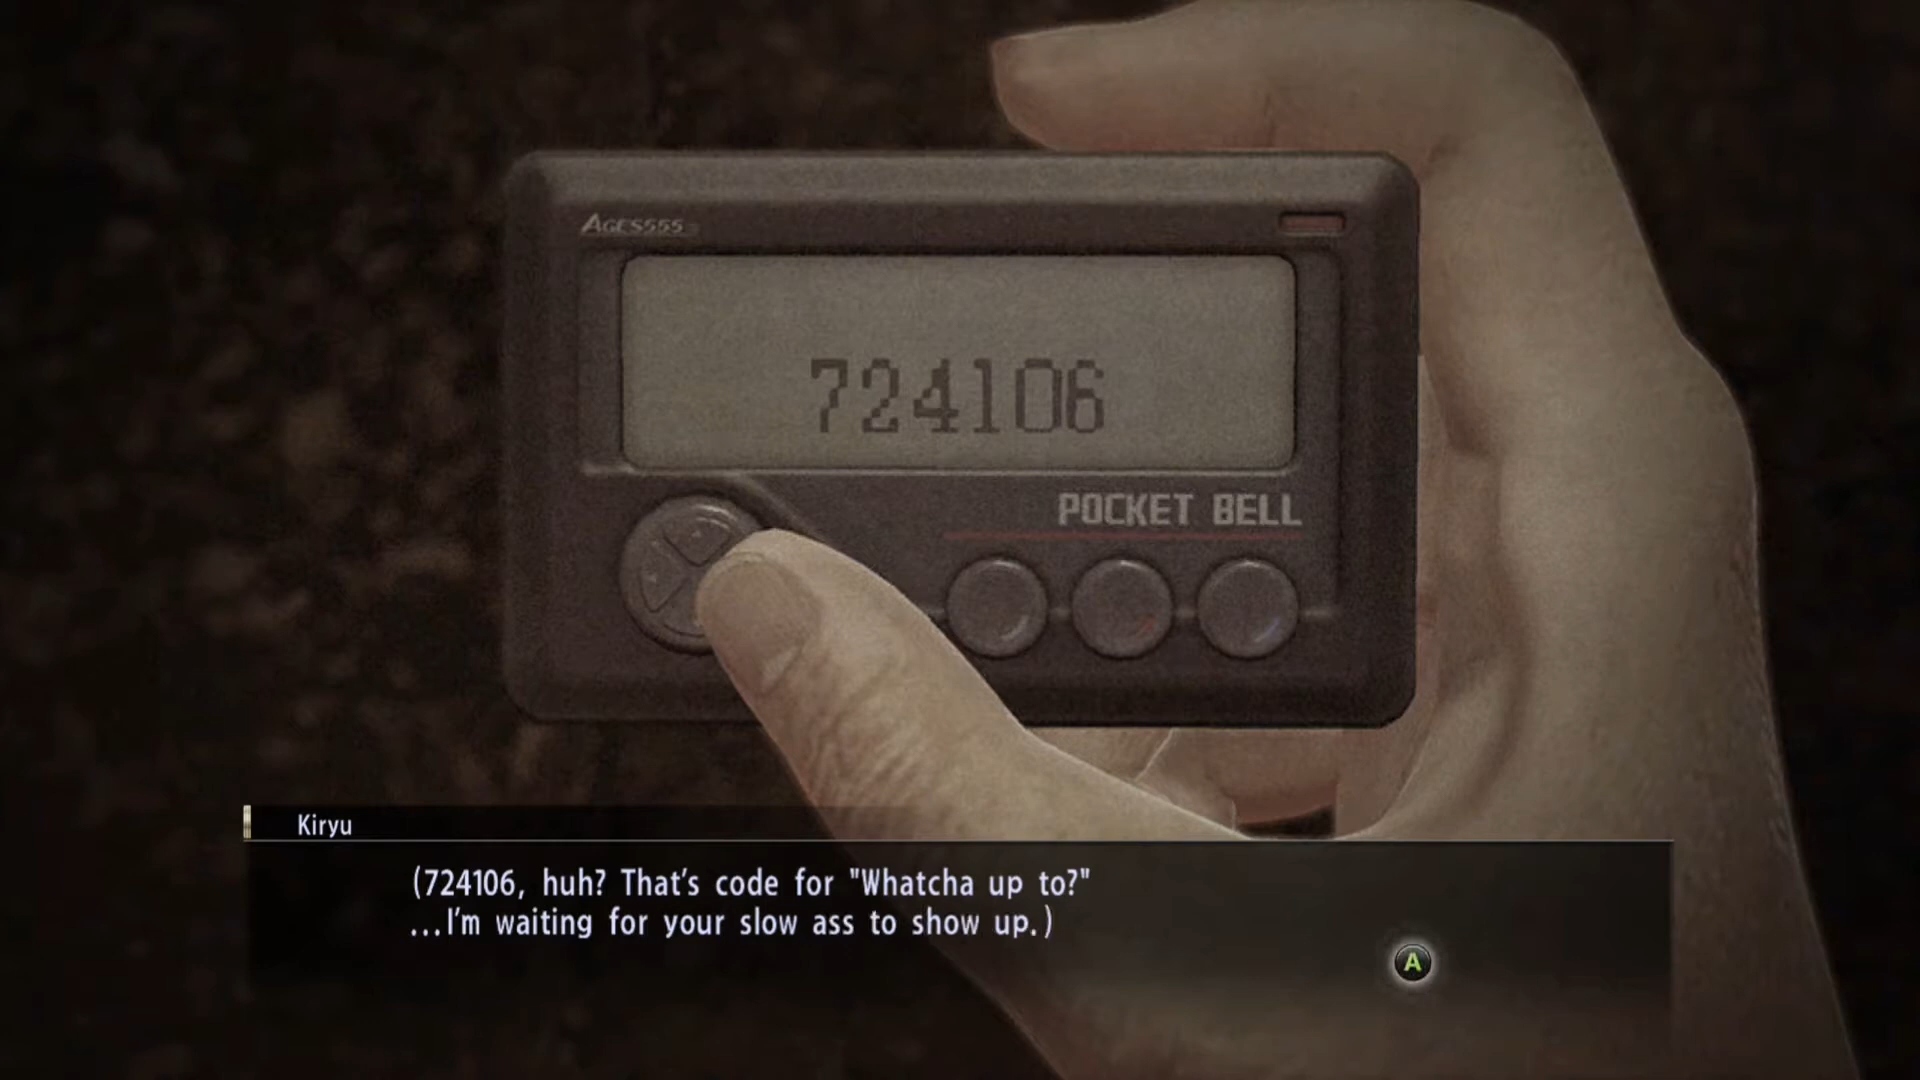 AGES555
724106
POCKET BELL
Kiryu
(724106, huh? That's code for "Whatcha up to?"
...I'm waiting for your slow ass to show up.)
A